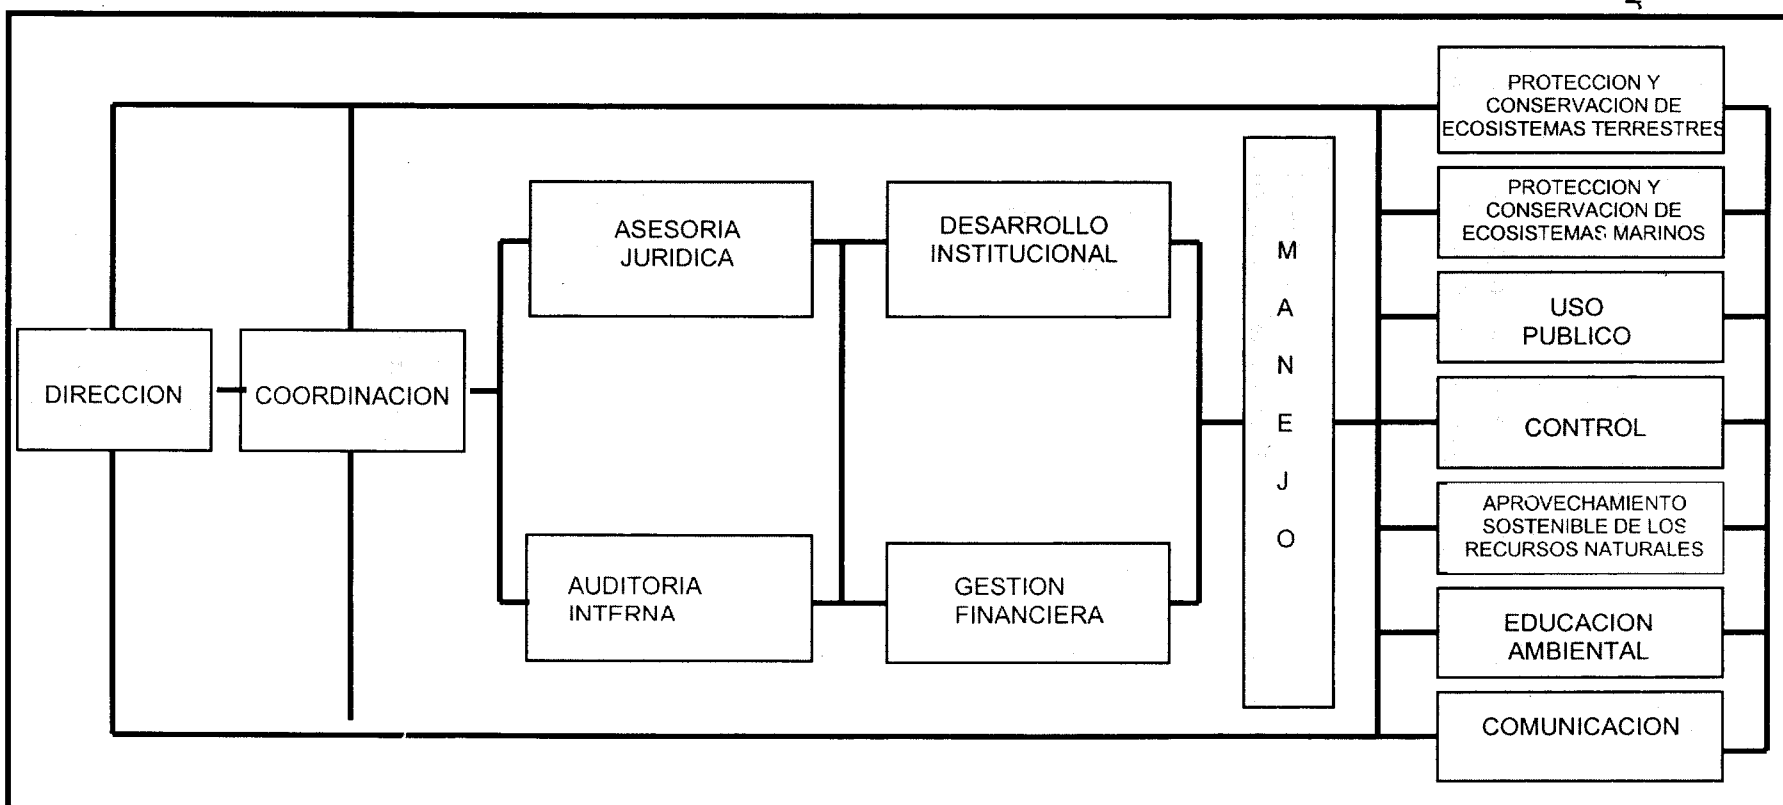 DIRECCION
COORDINACION
ASESORIA
JURIDICA
AUDITORIA
INTERNA
DESARROLLO
INSTITUCIONAL
GESTION
FINANCIERA
M
A
N
E
J
O
PROTECCION Y
CONSERVACION DE
ECOSISTEMAS TERRESTRES
PROTECCION Y
CONSERVACION DE
ECOSISTEMAS MARINOS
USO
PUBLICO
CONTROL
APROVECHAMIENTO
SOSTENIBLE DE LOS
RECURSOS NATURALES
EDUCACION
AMBIENTAL
COMUNICACION